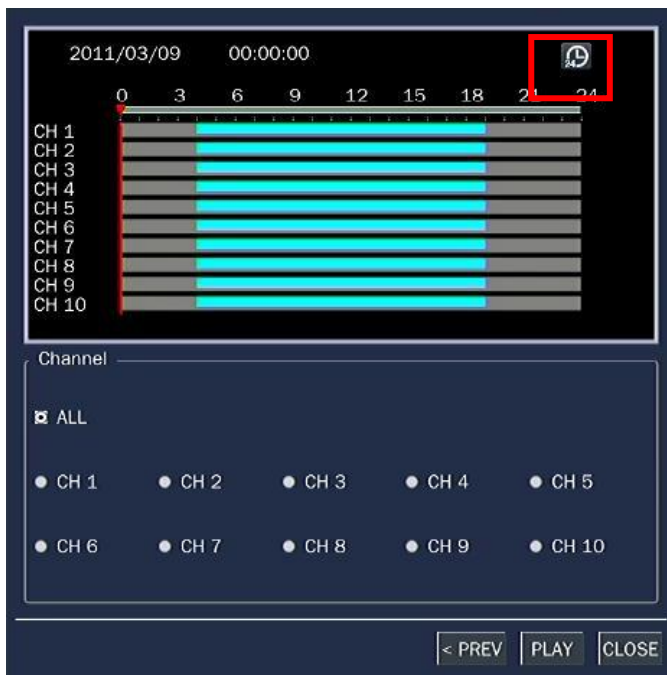 2011/03/09 00:00:00
24
0 3 6 9 12 15 18 21 24
CH 1
CH 2
CH 3
CH 4
CH 5
CH 6
CH 7
CH 8
CH 9
CH 10
Channel
ALL
CH 1 CH 2 CH 3 CH 4 CH 5
CH 6 CH 7 CH 8 CH 9 CH 10
< PREV PLAY CLOSE